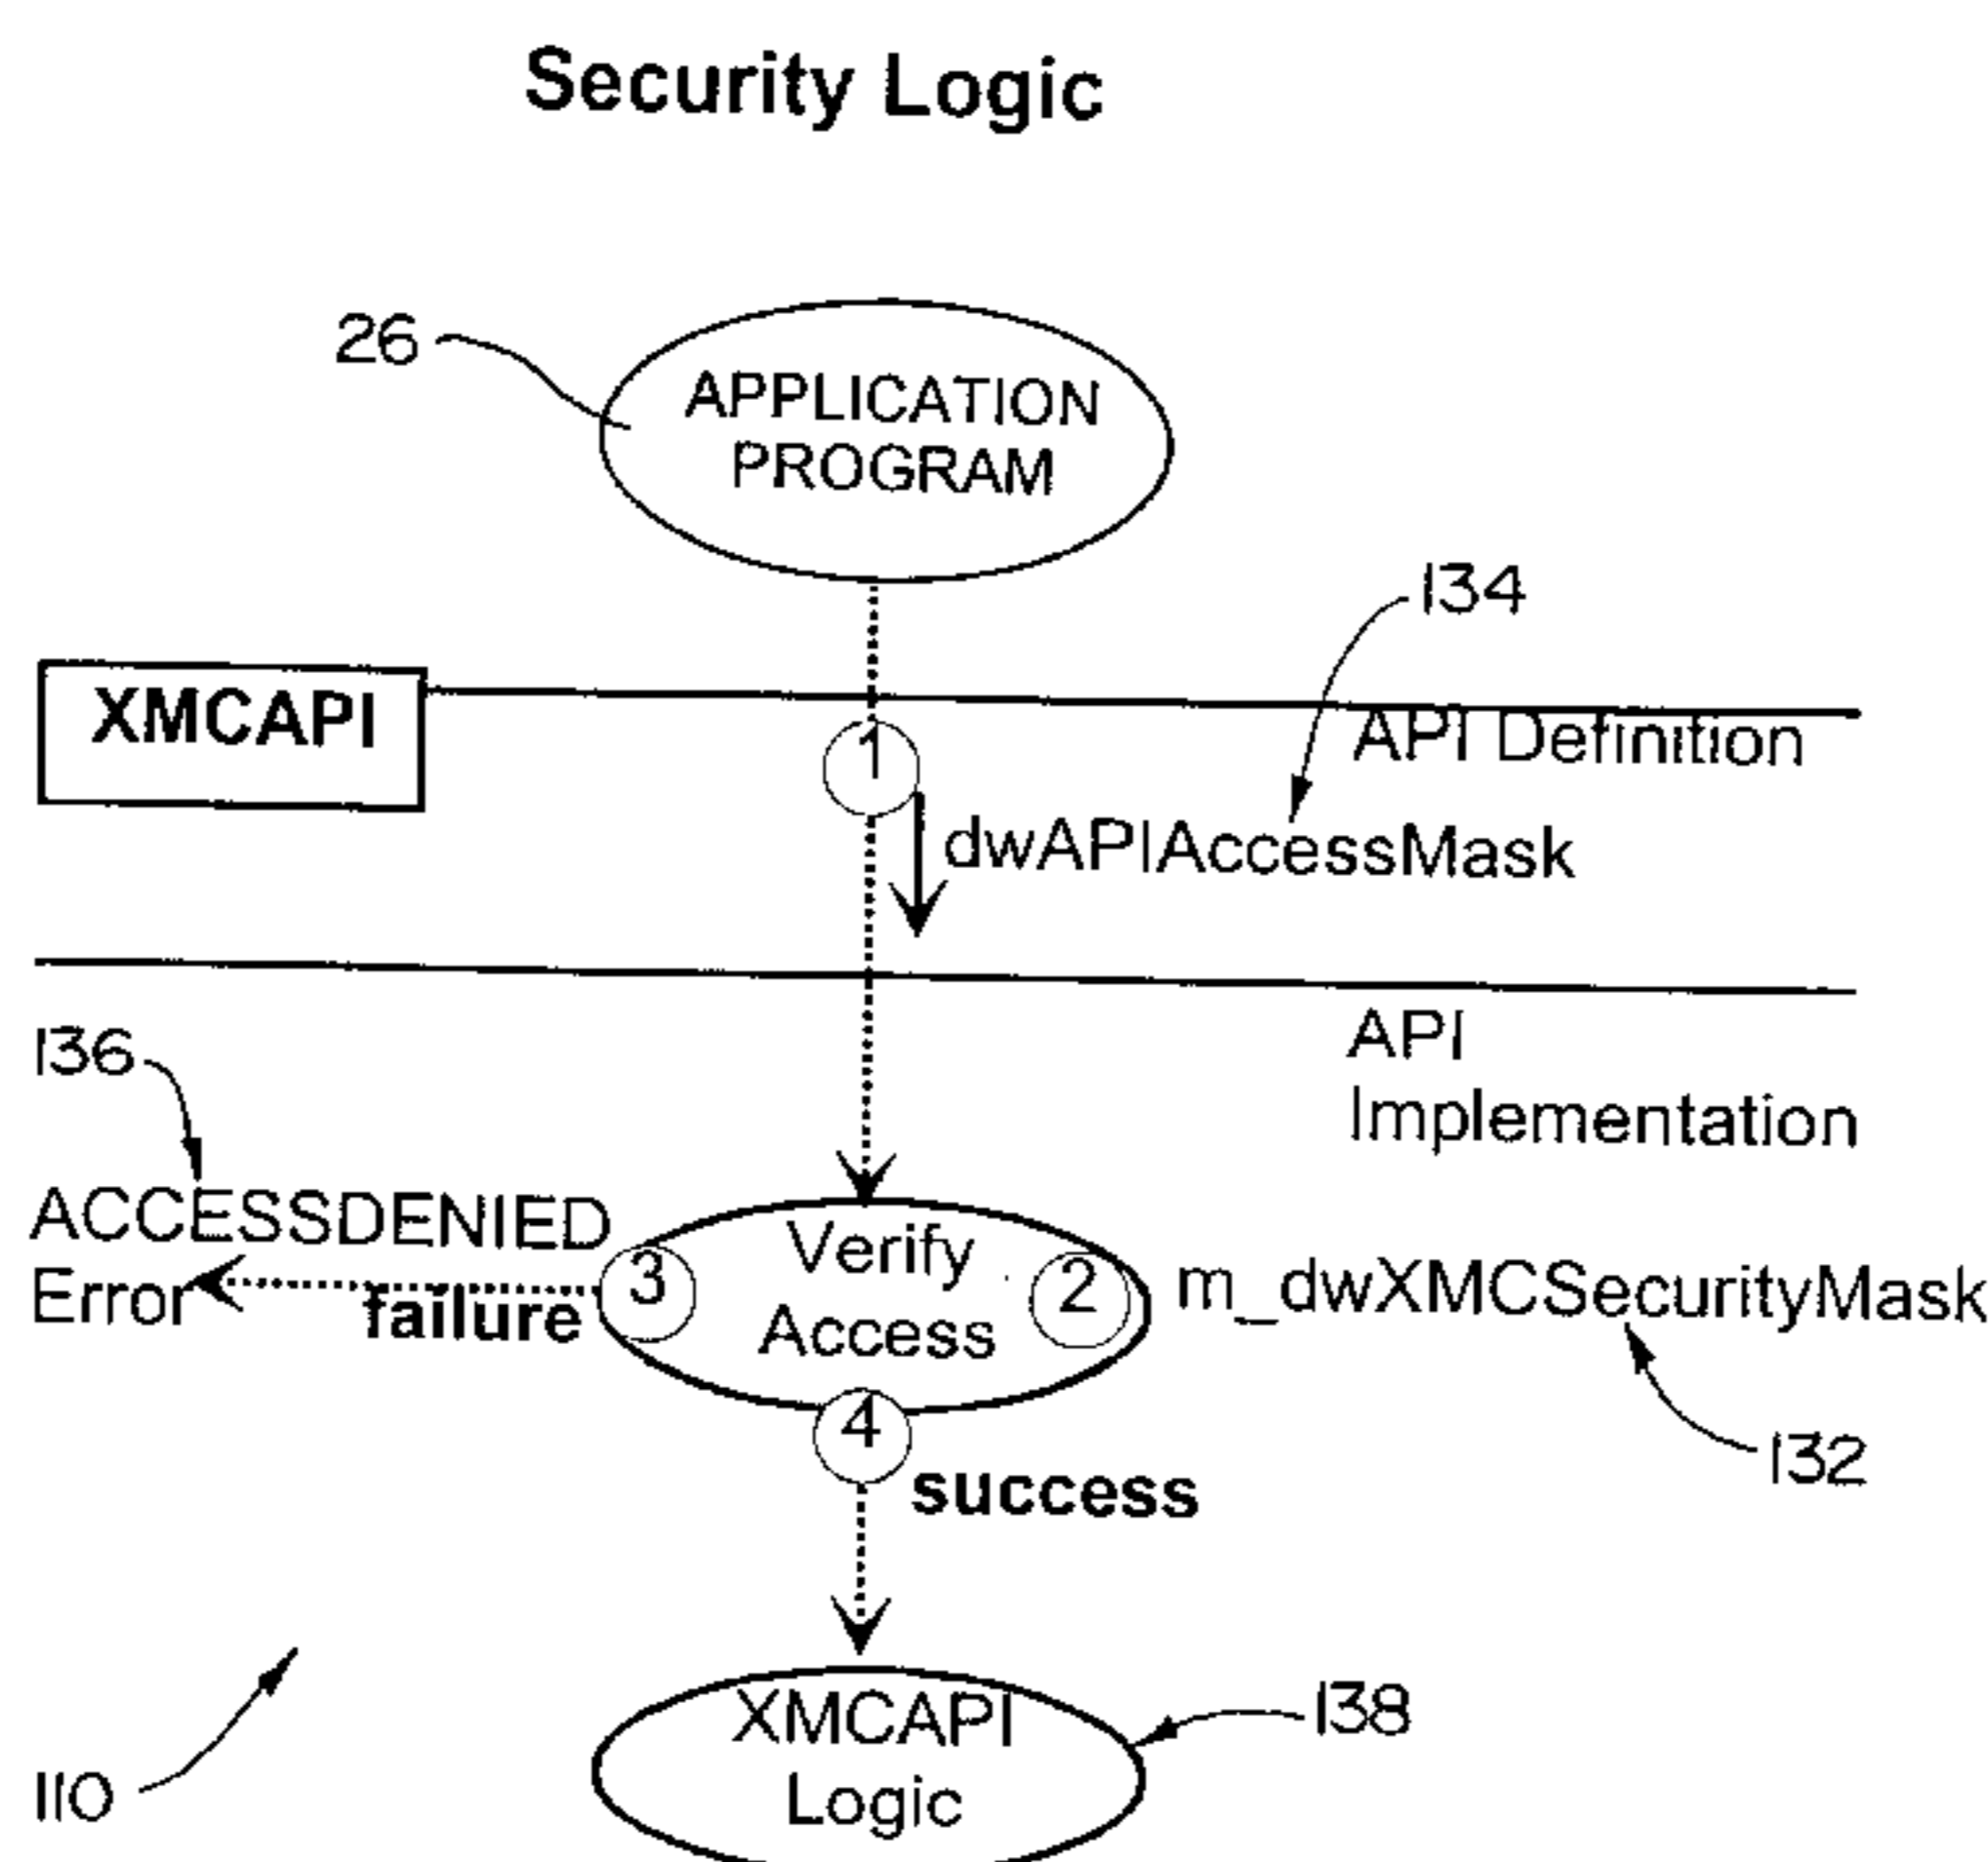 Security Logic
26
APPLICATION
PROGRAM
134
XMCAPI
API Definition
1
dwAPIAccessMask
API
Implementation
136
ACCESSDENIED
Error
failure
3
Verify
Access
2
m_dwXMCSecurityMask
132
4
success
XMCAPI
Logic
138
110